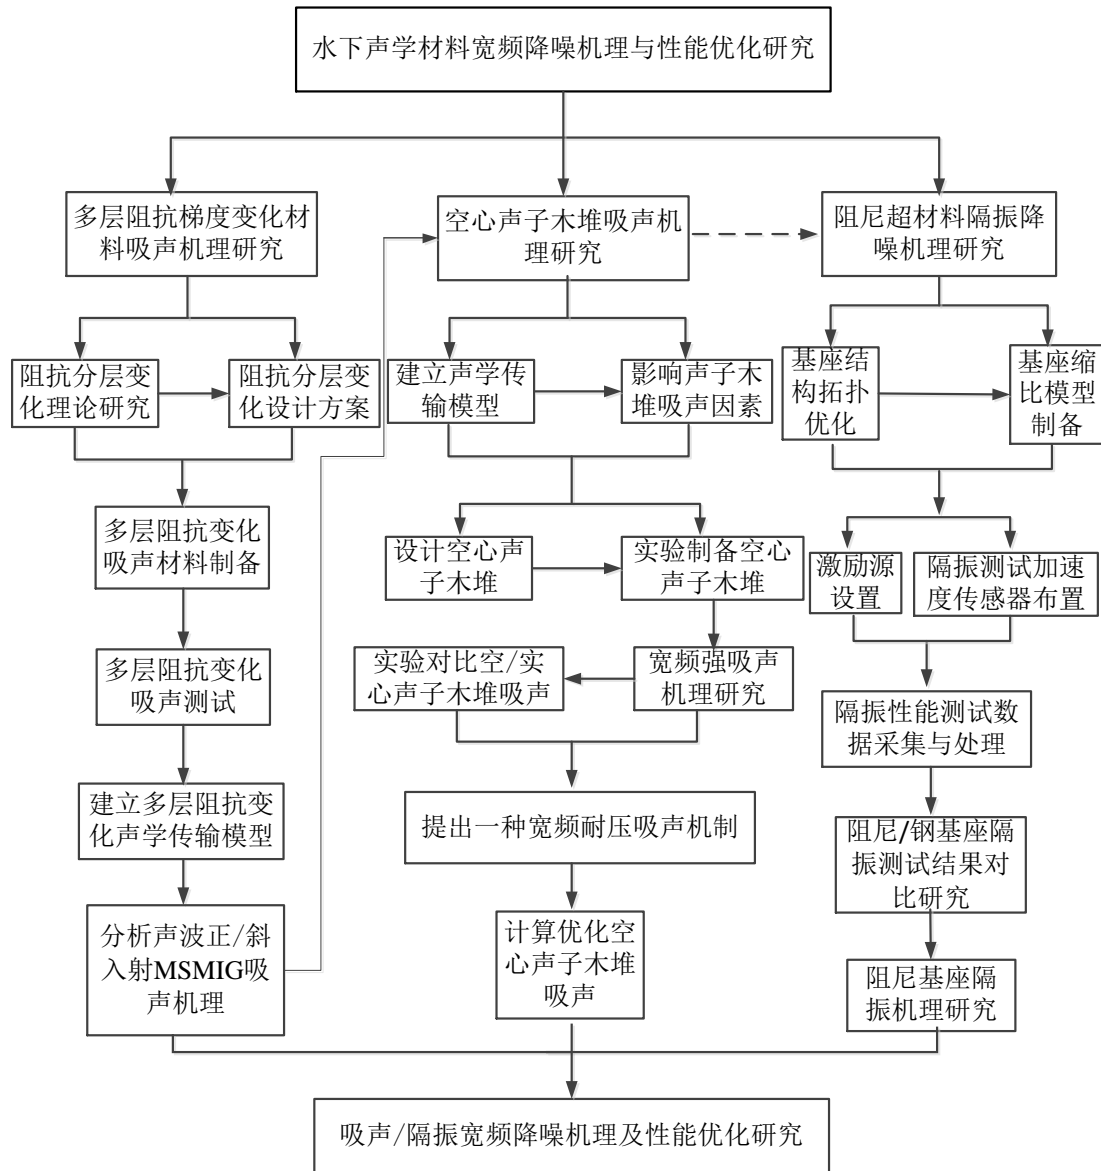 水下声学材料宽频降噪机理与性能优化研究
多层阻抗梯度变化材
料吸声机理研究
空心声子木堆吸声机
理研究
阻尼超材料隔振降
噪机理研究
阻抗分层变
化理论研究
阻抗分层变
化设计方案
建立声学传
输模型
影响声子木
堆吸声因素
基座结
构拓扑
优化
基座缩
比模型
制备
多层阻抗变化
吸声材料制备
设计空心声
子木堆
实验制备空心
声子木堆
激励源
设置
隔振测试加速
度传感器布置
多层阻抗变化
吸声测试
实验对比空/实
心声子木堆吸声
宽频强吸声
机理研究
隔振性能测试数
据采集与处理
建立多层阻抗变
化声学传输模型
提出一种宽频耐压吸声机制
阻尼/钢基座隔
振测试结果对
比研究
分析声波正/斜
入射MSMIG吸
声机理
计算优化空
心声子木堆
吸声
阻尼基座隔
振机理研究
吸声/隔振宽频降噪机理及性能优化研究